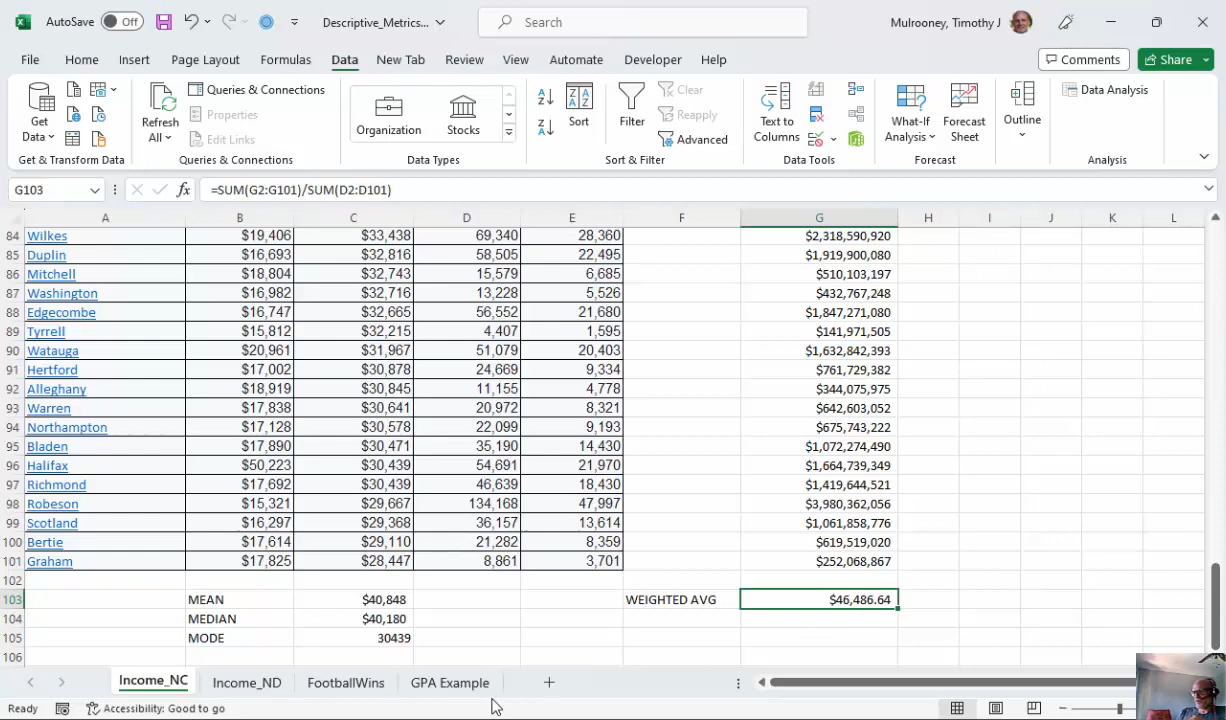 AutoSave Off Descriptive_Metrics... Search Mulrooney, Timothy J
File Home Insert Page Layout Formulas Data New Tab Review View Automate Developer Help Comments Share
Get Data
Refresh All
Queries & Connections
Properties
Edit Links
Organization Stocks
Sort
Filter
Clear
Reapply
Advanced
Text to Columns
What-If Analysis
Forecast Sheet
Outline
Data Analysis
Get & Transform Data Queries & Connections Data Types Sort & Filter Data Tools Forecast Analysis
G103 fx =SUM(G2:G101)/SUM(D2:D101)
A B C D E F G H I J K L
84 Wilkes $19,406 $33,438 69,340 28,360 $2,318,590,920
85 Duplin $16,693 $32,816 58,505 22,495 $1,919,900,080
86 Mitchell $18,804 $32,743 15,579 6,685 $510,103,197
87 Washington $16,982 $32,716 13,228 5,526 $432,767,248
88 Edgecombe $16,747 $32,665 56,552 21,680 $1,847,271,080
89 Tyrrell $15,812 $32,215 4,407 1,595 $141,971,505
90 Watauga $20,961 $31,967 51,079 20,403 $1,632,842,393
91 Hertford $17,002 $30,878 24,669 9,334 $761,729,382
92 Alleghany $18,919 $30,845 11,155 4,778 $344,075,975
93 Warren $17,838 $30,641 20,972 8,321 $642,603,052
94 Northampton $17,128 $30,578 22,099 9,193 $675,743,222
95 Bladen $17,890 $30,471 35,190 14,430 $1,072,274,490
96 Halifax $50,223 $30,439 54,691 21,970 $1,664,739,349
97 Richmond $17,692 $30,439 46,639 18,430 $1,419,644,521
98 Robeson $15,321 $29,667 134,168 47,997 $3,980,362,056
99 Scotland $16,297 $29,368 36,157 13,614 $1,061,858,776
100 Bertie $17,614 $29,110 21,282 8,359 $619,519,020
101 Graham $17,825 $28,447 8,861 3,701 $252,068,867
102
103 MEAN $40,848 WEIGHTED AVG $46,486.64
104 MEDIAN $40,180
105 MODE 30439
106
Income_NC Income_ND FootballWins GPA Example
Ready Accessibility: Good to go